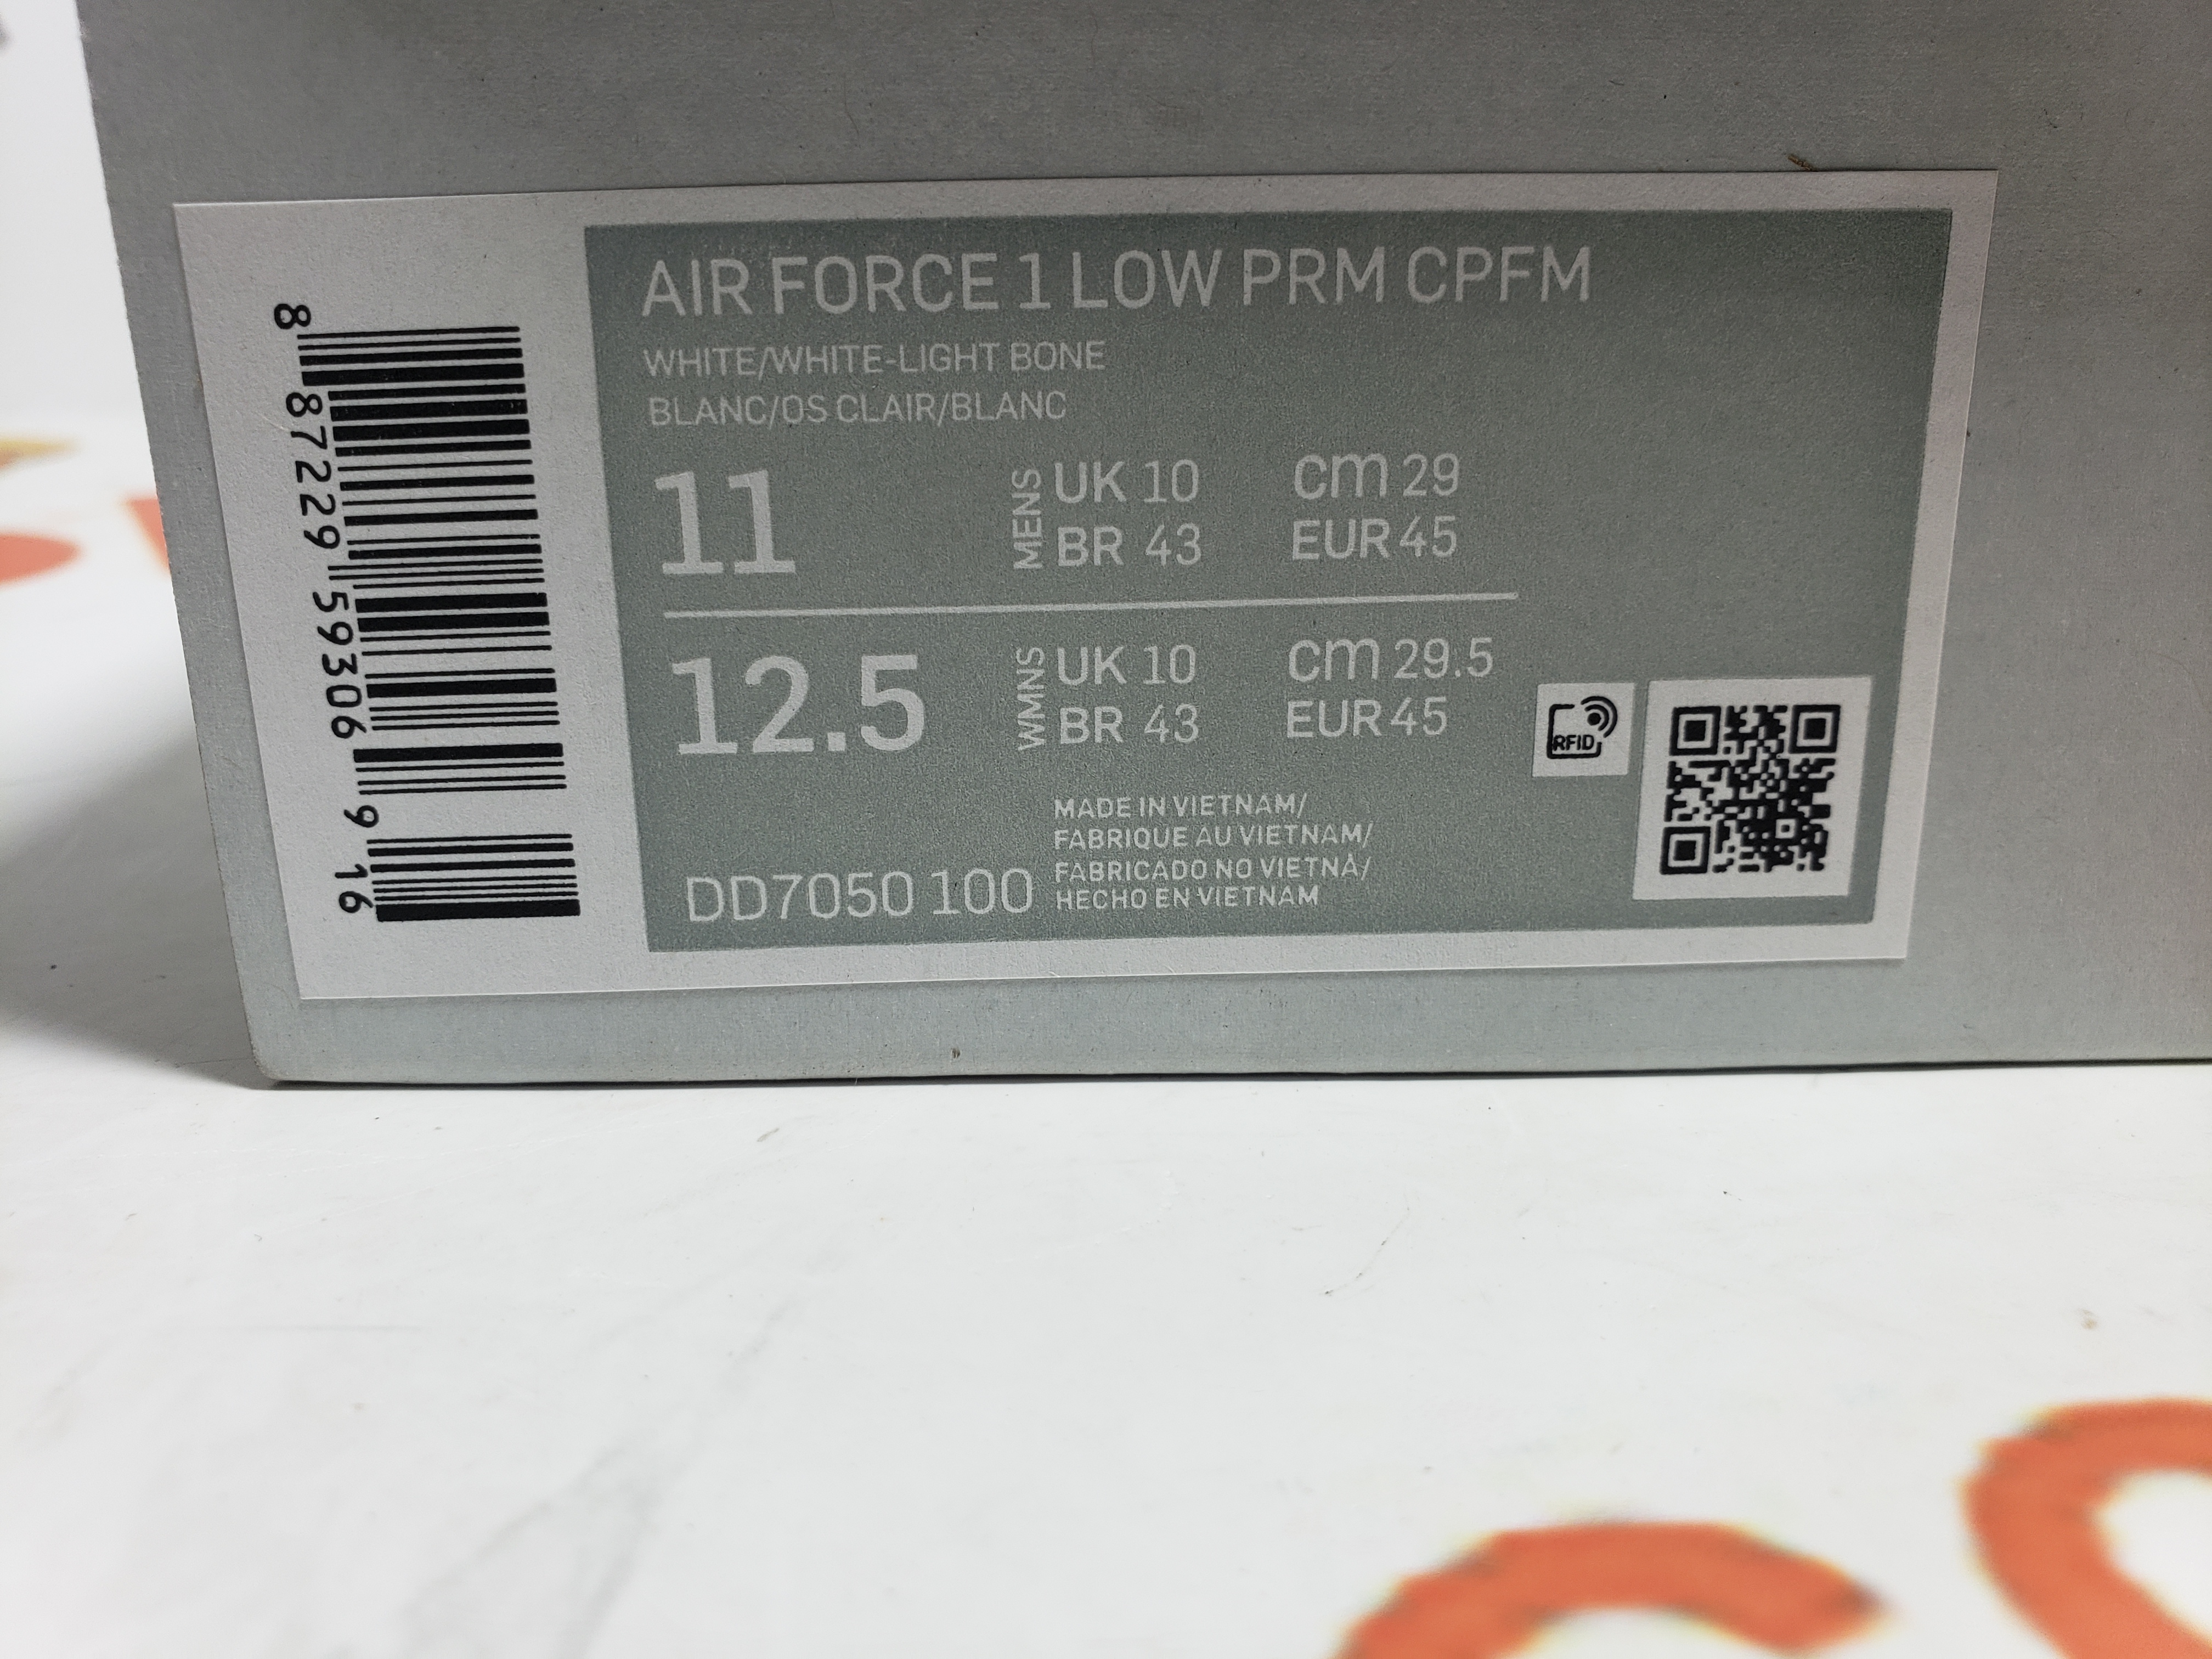 8 87229 59306 9 16
AIR FORCE 1 LOW PRM CPFM
WHITE/WHITE-LIGHT BONE
BLANC/OS CLAIR/BLANC
11 MENS UK 10 cm 29
BR 43 EUR 45
12.5 WMNS UK 10 cm 29.5
BR 43 EUR 45
RFID
MADE IN VIETNAM/
FABRIQUE AU VIETNAM/
FABRICADO NO VIETNÃ/
HECHO EN VIETNAM
DD7050 100